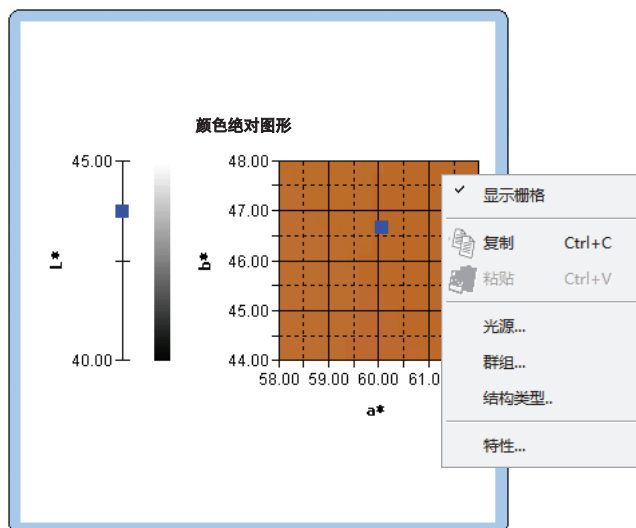 颜色绝对图形
45.00
40.00
L*
48.00
47.00
46.00
45.00
44.00
b*
58.00 59.00 60.00 61.0
a*
显示栅格
复制 Ctrl+C
粘贴 Ctrl+V
光源...
群组...
结构类型..
特性...